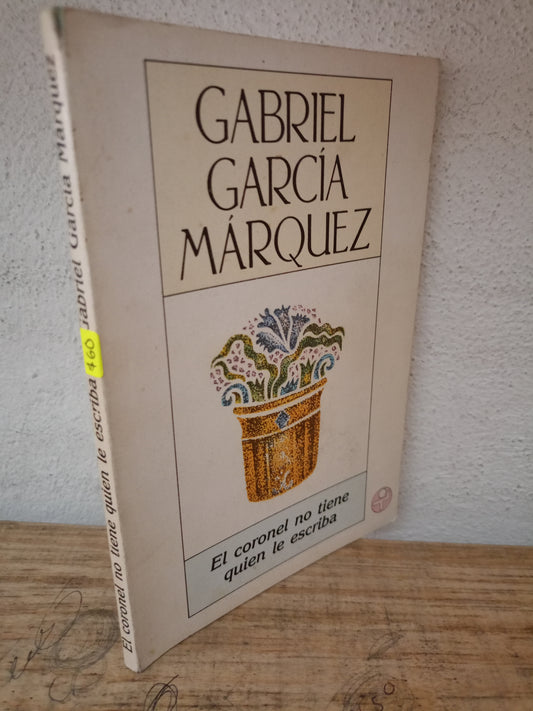 GABRIEL
GARCÍA
MÁRQUEZ
El coronel no tiene
quien le escriba
El coronel no tiene quien le escriba
460
Gabriel García Márquez